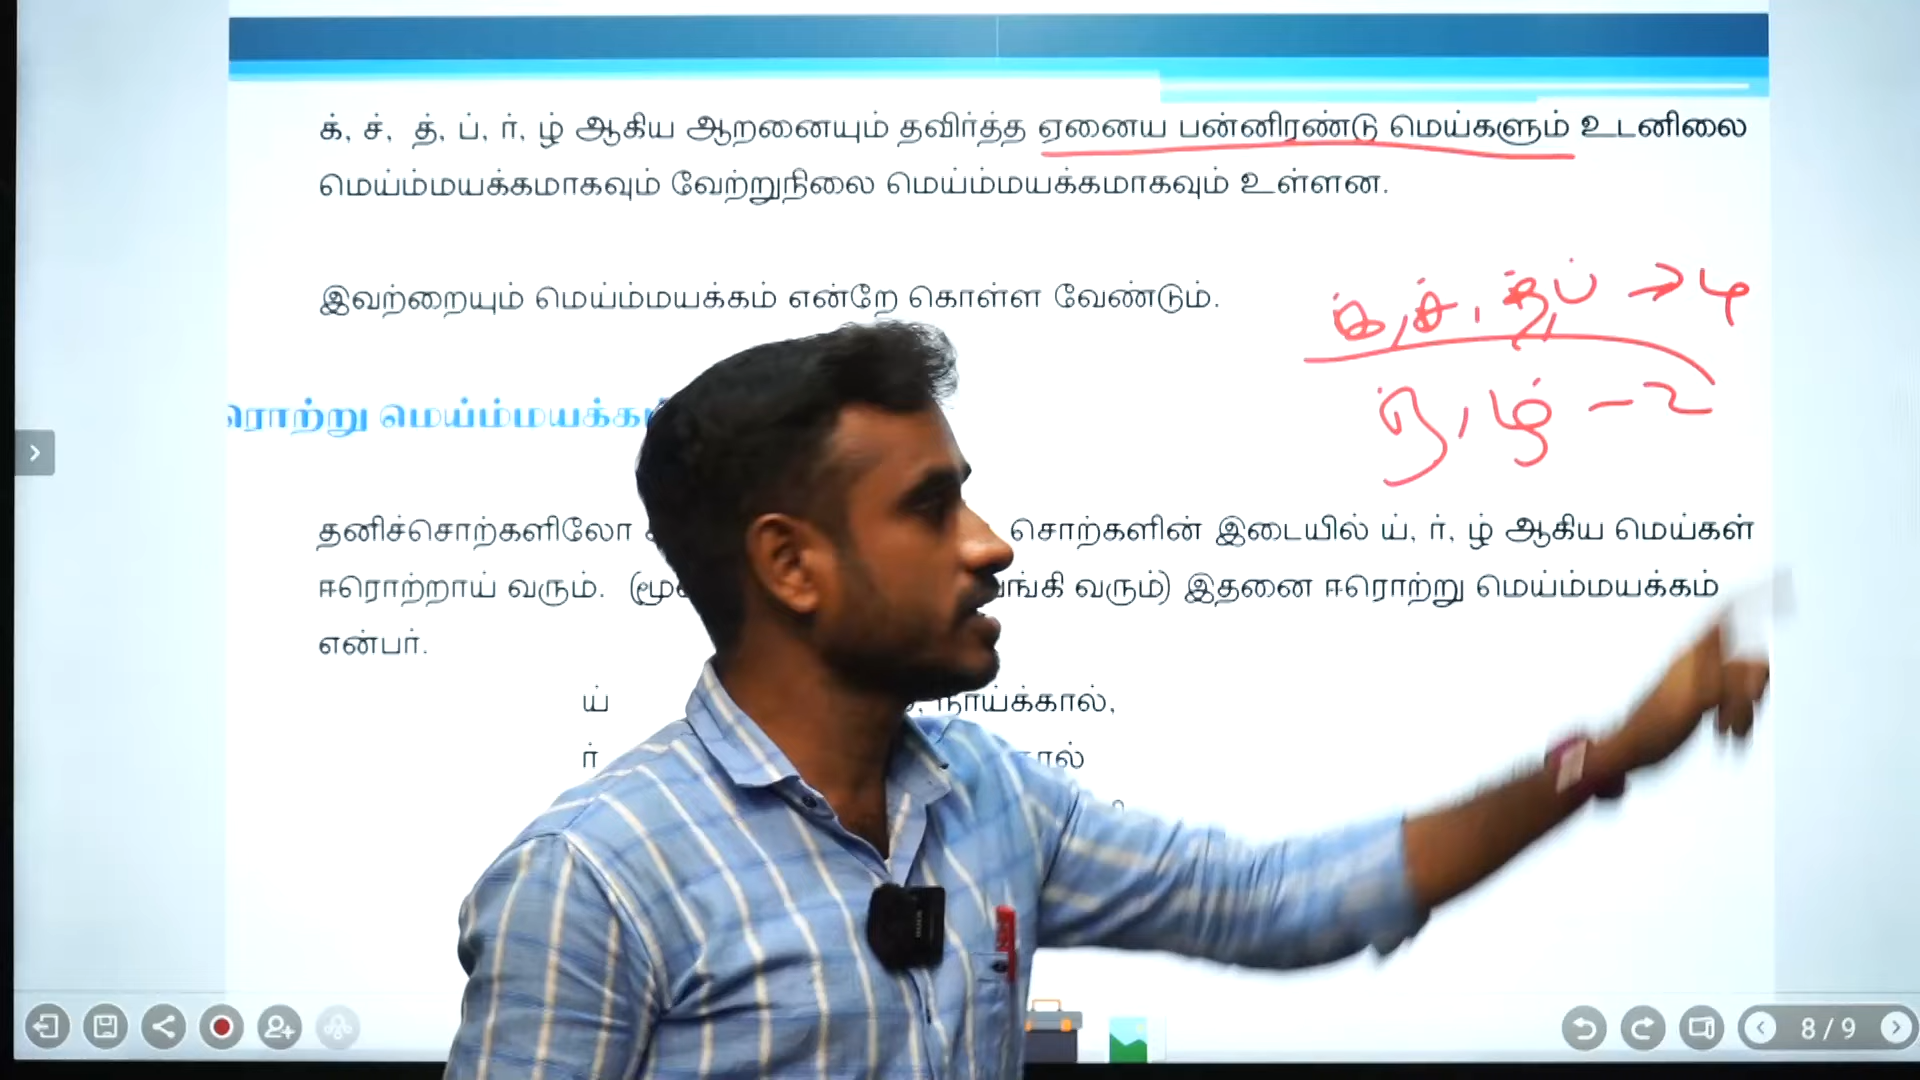 க், ச், த், ப், ர், ழ் ஆகிய ஆறனையும் தவிர்த்த ஏனைய பன்னிரண்டு மெய்களும் உடனிலை
மெய்ம்மயக்கமாகவும் வேற்றுநிலை மெய்ம்மயக்கமாகவும் உள்ளன.
இவற்றையும் மெய்ம்மயக்கம் என்றே கொள்ள வேண்டும்.
க், ச், த், ப் → 4
ர், ழ் - 2
ரொற்று
தனிச்சொற்களிலோ சொற்களின் இடையில் ய், ர், ழ் ஆகிய மெய்கள்
ஈரொற்றாய் வரும். வரும்) இதனை ஈரொற்று மெய்ம்மயக்கம்
என்பர்.
ய் நாய்க்கால்,
ர்
8 / 9